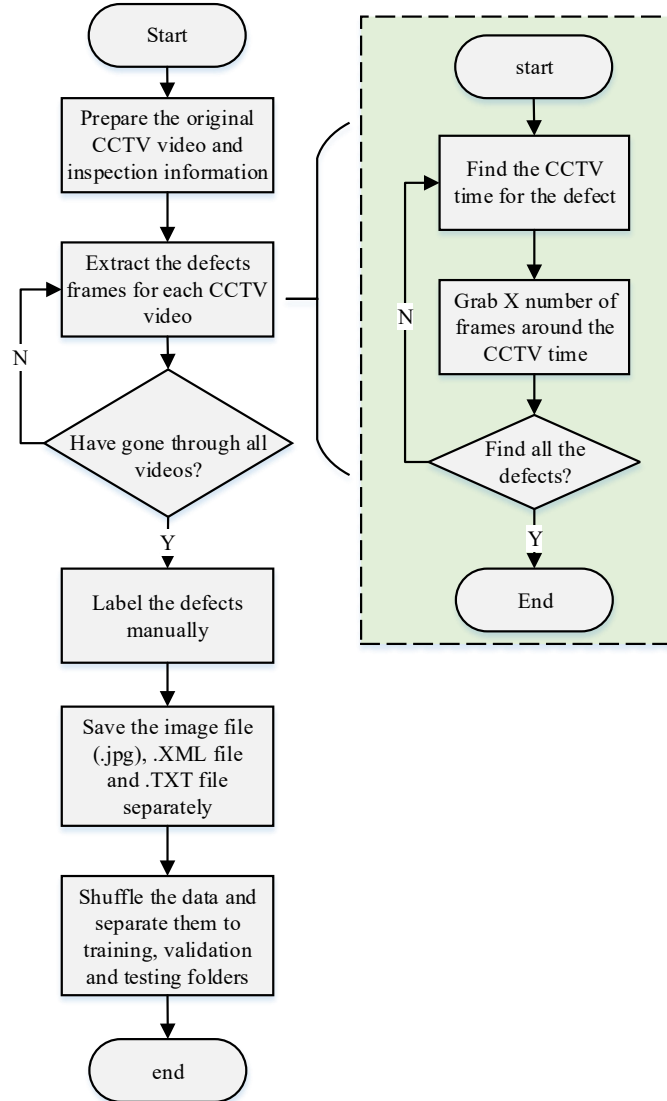 Start
Prepare the original
CCTV video and
inspection information
Extract the defects
frames for each CCTV
video
N
Have gone through all
videos?
Y
Label the defects
manually
Save the image file
(.jpg), .XML file
and .TXT file
separately
Shuffle the data and
separate them to
training, validation
and testing folders
end
start
Find the CCTV
time for the defect
Grab X number of
frames around the
CCTV time
N
Find all the
defects?
Y
End